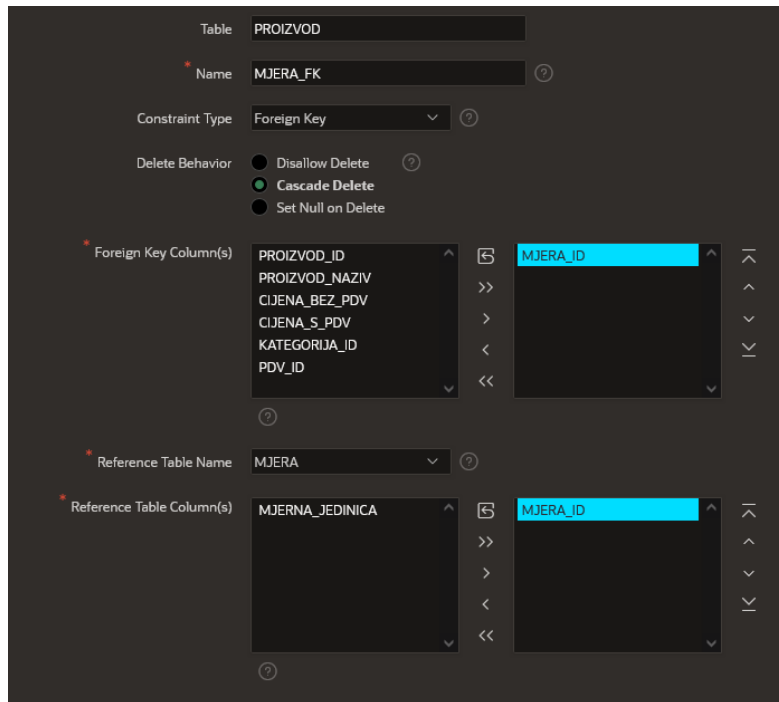 Table PROIZVOD
* Name MJERA_FK ?
Constraint Type Foreign Key ?
Delete Behavior Disallow Delete ?
Cascade Delete
Set Null on Delete
* Foreign Key Column(s) PROIZVOD_ID MJERA_ID
PROIZVOD_NAZIV >>
CIJENA_BEZ_PDV
CIJENA_S_PDV >
KATEGORIJA_ID <
PDV_ID <<
?
* Reference Table Name MJERA ?
* Reference Table Column(s) MJERNA_JEDINICA MJERA_ID
>>
>
<
<<
?